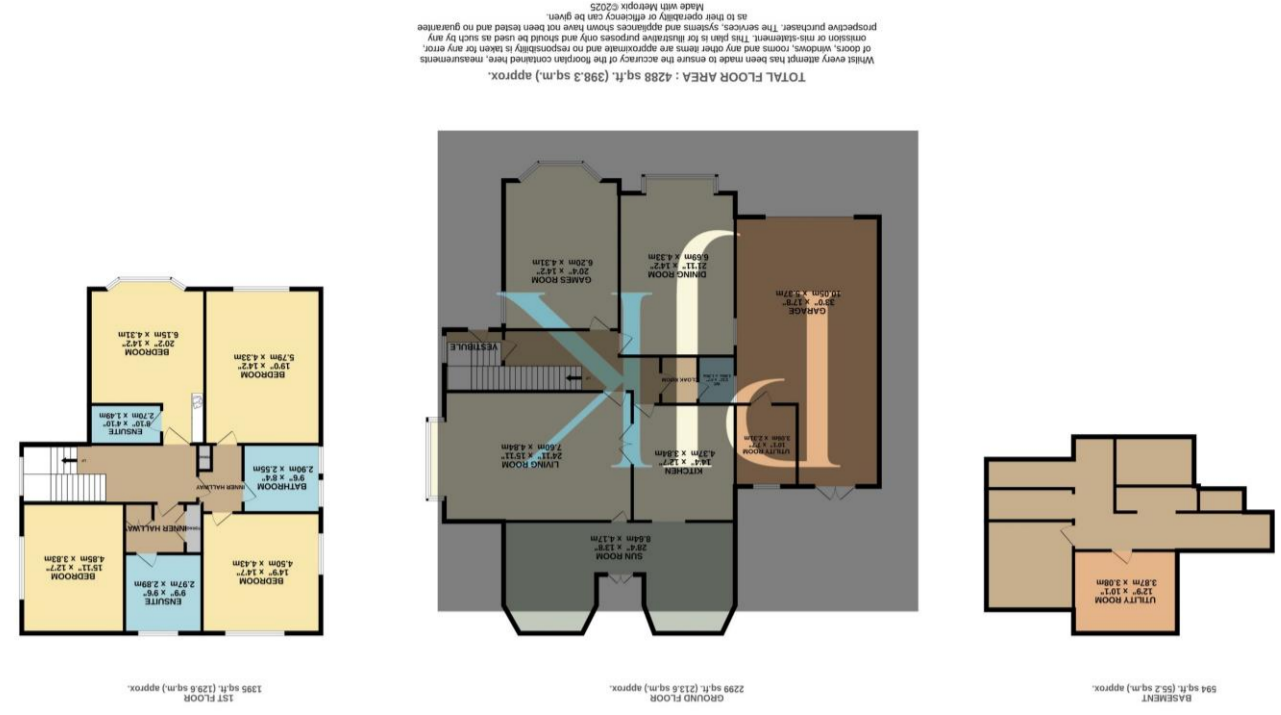 BASEMENT
594 sq.ft. (55.2 sq.m.) approx.
UTILITY ROOM
12'9" x 10'1"
3.87m x 3.08m
GROUND FLOOR
2299 sq.ft. (213.6 sq.m.) approx.
SUN ROOM
28'4" x 13'8"
8.64m x 4.17m
KITCHEN
14'4" x 12'7"
4.37m x 3.84m
LIVING ROOM
24'11" x 15'11"
7.60m x 4.84m
UTILITY ROOM
10'1" x 7'7"
3.06m x 2.31m
CLOAK ROOM
VESTIBULE
GARAGE
33'0" x 17'8"
10.05m x 5.37m
DINING ROOM
21'11" x 14'2"
6.69m x 4.33m
GAMES ROOM
20'4" x 14'2"
6.20m x 4.31m
1ST FLOOR
1395 sq.ft. (129.6 sq.m.) approx.
BEDROOM
14'9" x 14'7"
4.50m x 4.43m
ENSUITE
9'9" x 9'6"
2.97m x 2.89m
BEDROOM
15'11" x 12'7"
4.85m x 3.83m
INNER HALLWAY
INNER HALLWAY
BATHROOM
9'6" x 8'4"
2.90m x 2.55m
ENSUITE
8'10" x 4'10"
2.70m x 1.49m
BEDROOM
19'0" x 14'2"
5.79m x 4.33m
BEDROOM
20'2" x 14'2"
6.15m x 4.31m
TOTAL FLOOR AREA : 4288 sq.ft. (398.3 sq.m.) approx.
Whilst every attempt has been made to ensure the accuracy of the floorplan contained here, measurements
of doors, windows, rooms and any other items are approximate and no responsibility is taken for any error,
omission or mis-statement. This plan is for illustrative purposes only and should be used as such by any
prospective purchaser. The services, systems and appliances shown have not been tested and no guarantee
as to their operability or efficiency can be given.
Made with Metropix ©2025